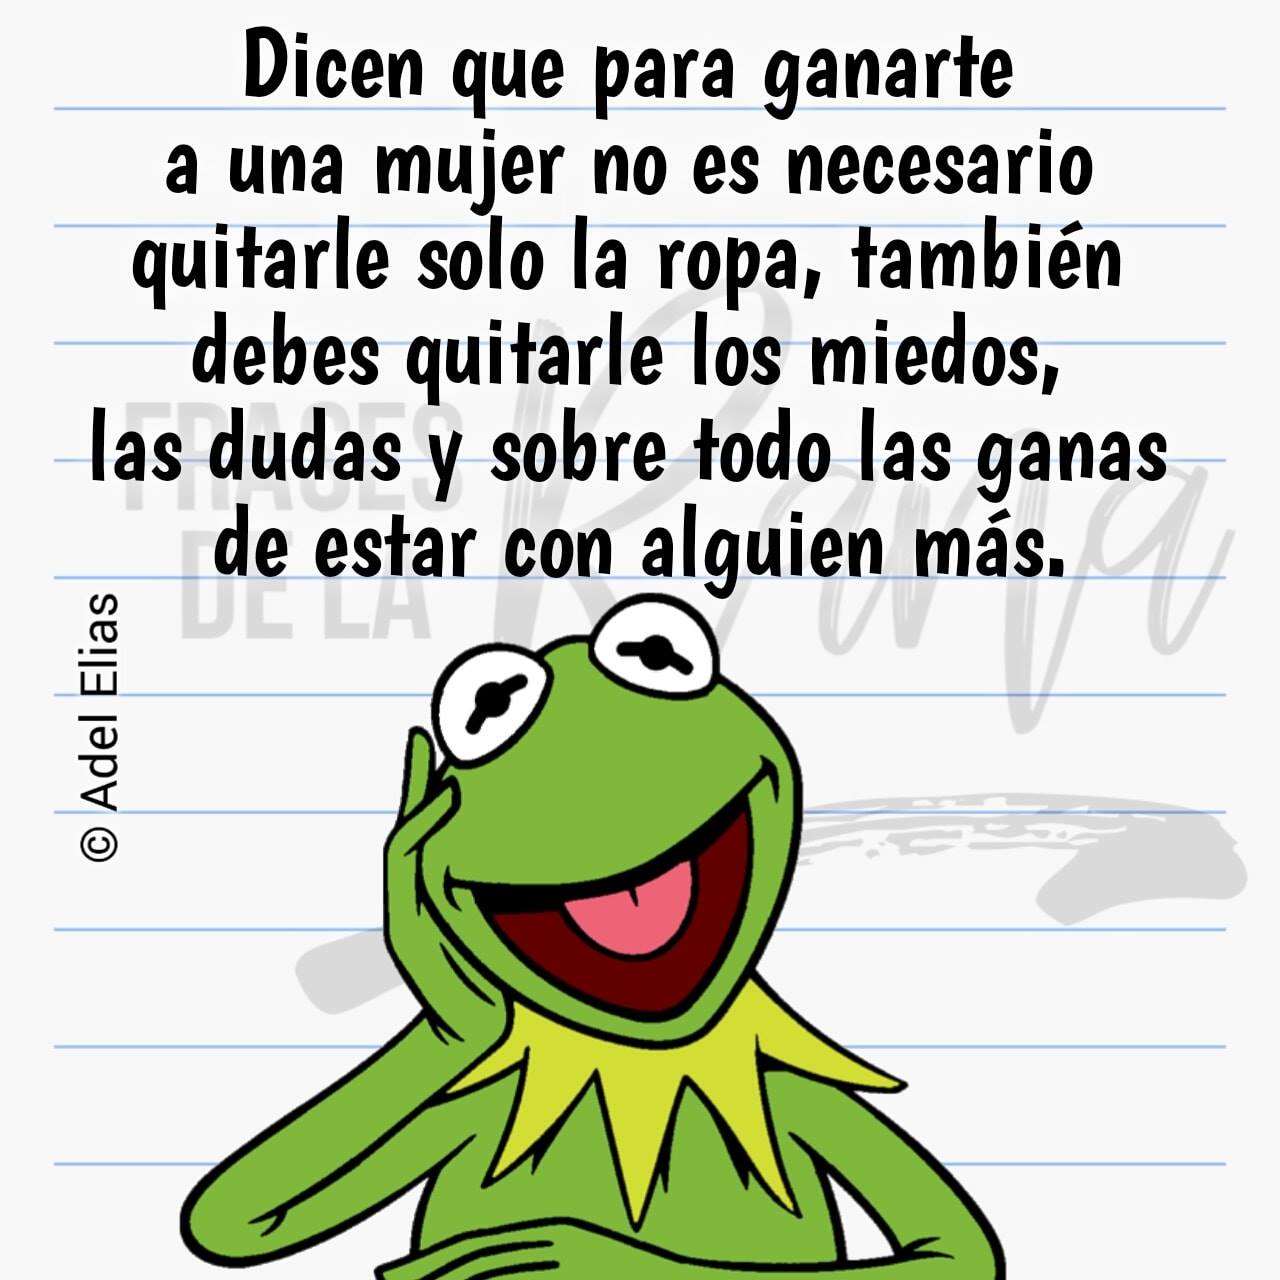 Dicen que para ganarte
a una mujer no es necesario
quitarle solo la ropa, también
debes quitarle los miedos,
las dudas y sobre todo las ganas
de estar con alguien más.
FRACES
DE LA
Rana
© Adel Elias